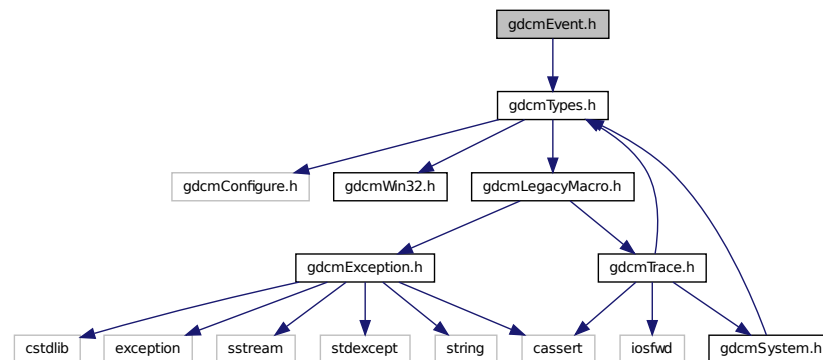 gdcmEvent.h
gdcmTypes.h
gdcmConfigure.h
gdcmWin32.h
gdcmLegacyMacro.h
gdcmException.h
gdcmTrace.h
cstdlib
exception
sstream
stdexcept
string
cassert
iosfwd
gdcmSystem.h